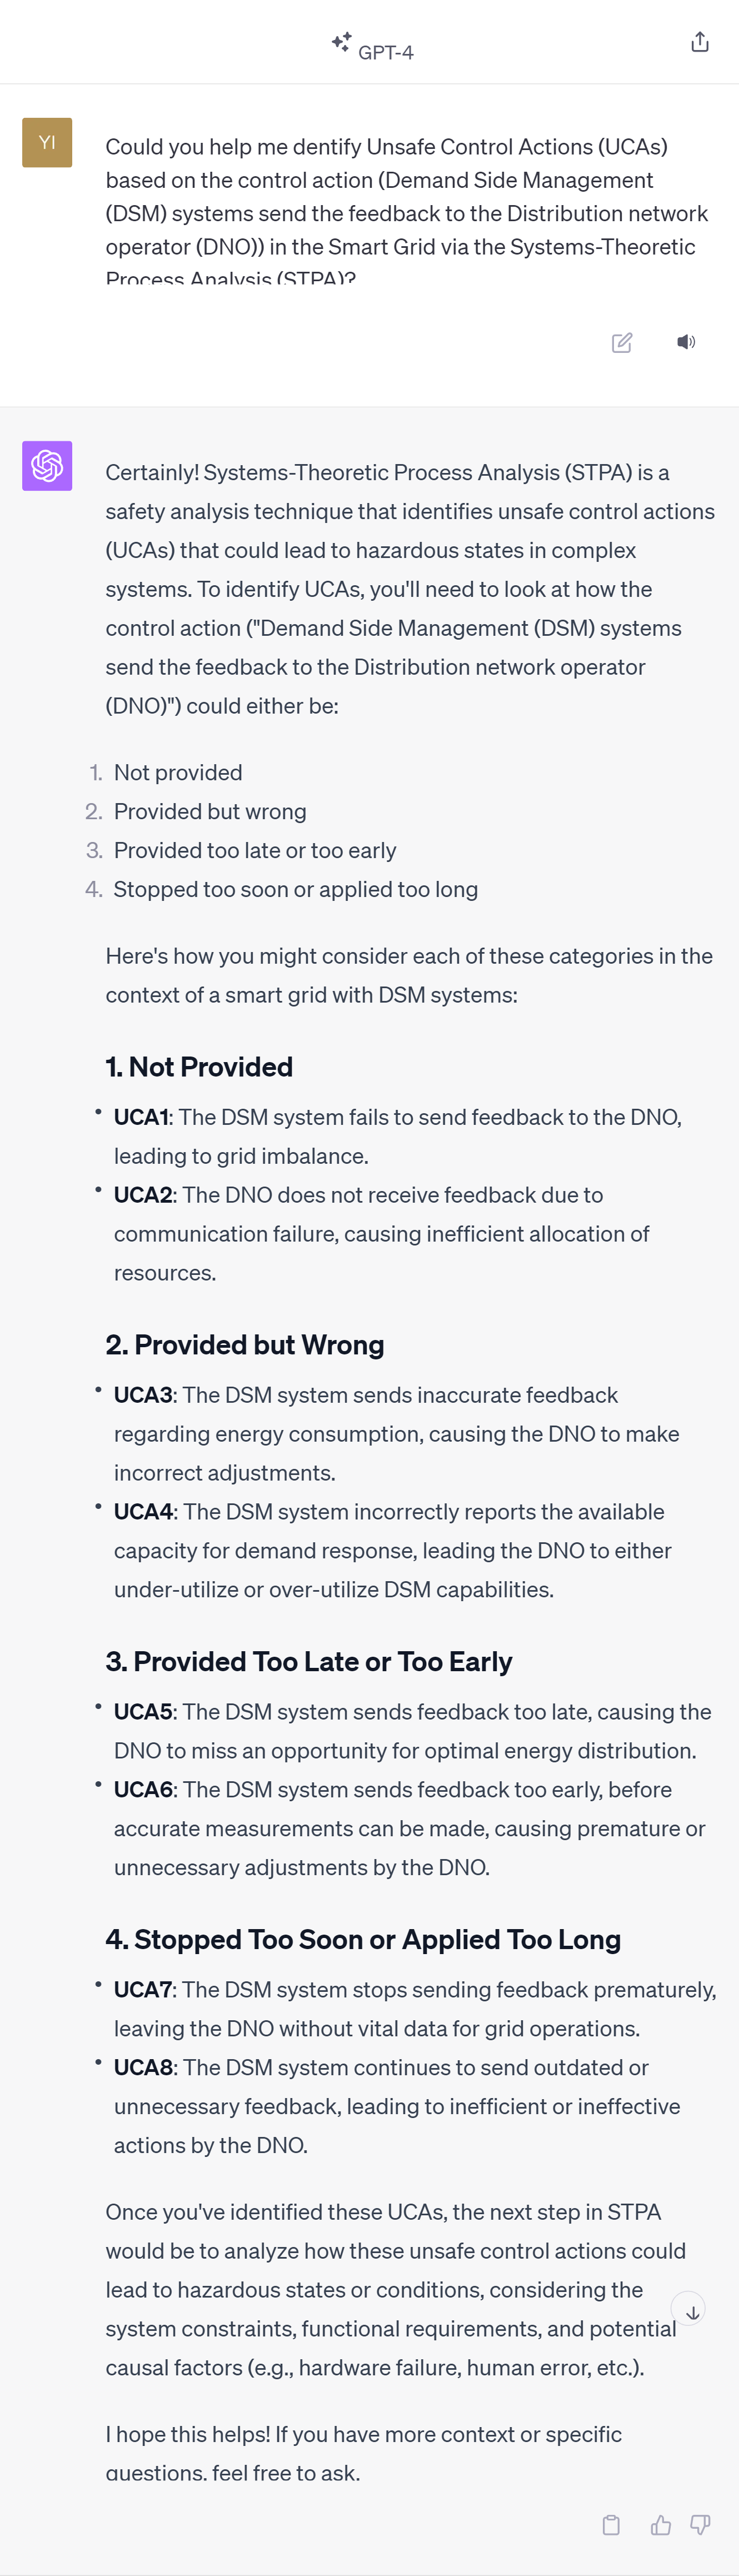 GPT-4
YI
Could you help me dentify Unsafe Control Actions (UCAs)
based on the control action (Demand Side Management
(DSM) systems send the feedback to the Distribution network
operator (DNO)) in the Smart Grid via the Systems-Theoretic
Process Analysis (STPA)?
Certainly! Systems-Theoretic Process Analysis (STPA) is a
safety analysis technique that identifies unsafe control actions
(UCAs) that could lead to hazardous states in complex
systems. To identify UCAs, you'll need to look at how the
control action ("Demand Side Management (DSM) systems
send the feedback to the Distribution network operator
(DNO)") could either be:
1. Not provided
2. Provided but wrong
3. Provided too late or too early
4. Stopped too soon or applied too long
Here's how you might consider each of these categories in the
context of a smart grid with DSM systems:
1. Not Provided
• UCA1: The DSM system fails to send feedback to the DNO,
leading to grid imbalance.
• UCA2: The DNO does not receive feedback due to
communication failure, causing inefficient allocation of
resources.
2. Provided but Wrong
• UCA3: The DSM system sends inaccurate feedback
regarding energy consumption, causing the DNO to make
incorrect adjustments.
• UCA4: The DSM system incorrectly reports the available
capacity for demand response, leading the DNO to either
under-utilize or over-utilize DSM capabilities.
3. Provided Too Late or Too Early
• UCA5: The DSM system sends feedback too late, causing the
DNO to miss an opportunity for optimal energy distribution.
• UCA6: The DSM system sends feedback too early, before
accurate measurements can be made, causing premature or
unnecessary adjustments by the DNO.
4. Stopped Too Soon or Applied Too Long
• UCA7: The DSM system stops sending feedback prematurely,
leaving the DNO without vital data for grid operations.
• UCA8: The DSM system continues to send outdated or
unnecessary feedback, leading to inefficient or ineffective
actions by the DNO.
Once you've identified these UCAs, the next step in STPA
would be to analyze how these unsafe control actions could
lead to hazardous states or conditions, considering the
system constraints, functional requirements, and potential
causal factors (e.g., hardware failure, human error, etc.).
I hope this helps! If you have more context or specific
questions, feel free to ask.